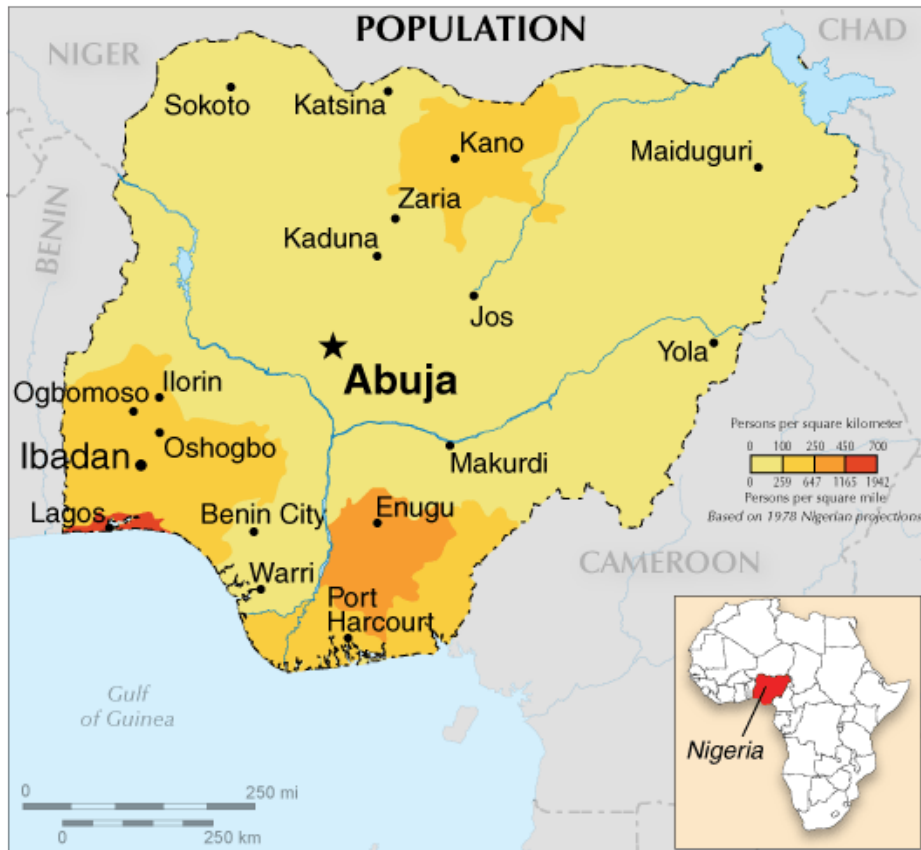 POPULATION
NIGER
CHAD
Sokoto
Katsina
Kano
Maiduguri
Zaria
BENIN
Kaduna
Jos
Yola
Abuja
Ilorin
Ogbomoso
Oshogbo
Ibadan
Makurdi
Persons per square kilometer
0 100 250 450 700
0 259 647 1165 1942
Persons per square mile
Based on 1978 Nigerian projections
Lagos
Benin City
Enugu
CAMEROON
Warri
Port
Harcourt
Gulf
of Guinea
Nigeria
0 250 mi
0 250 km